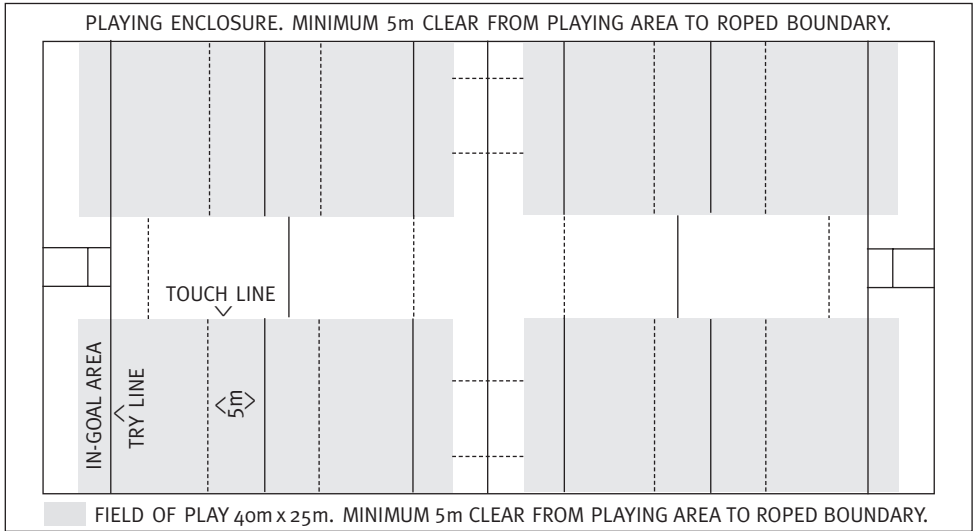 PLAYING ENCLOSURE. MINIMUM 5m CLEAR FROM PLAYING AREA TO ROPED BOUNDARY.
TOUCH LINE
IN-GOAL AREA
TRY LINE
5m
FIELD OF PLAY 40m x 25m. MINIMUM 5m CLEAR FROM PLAYING AREA TO ROPED BOUNDARY.